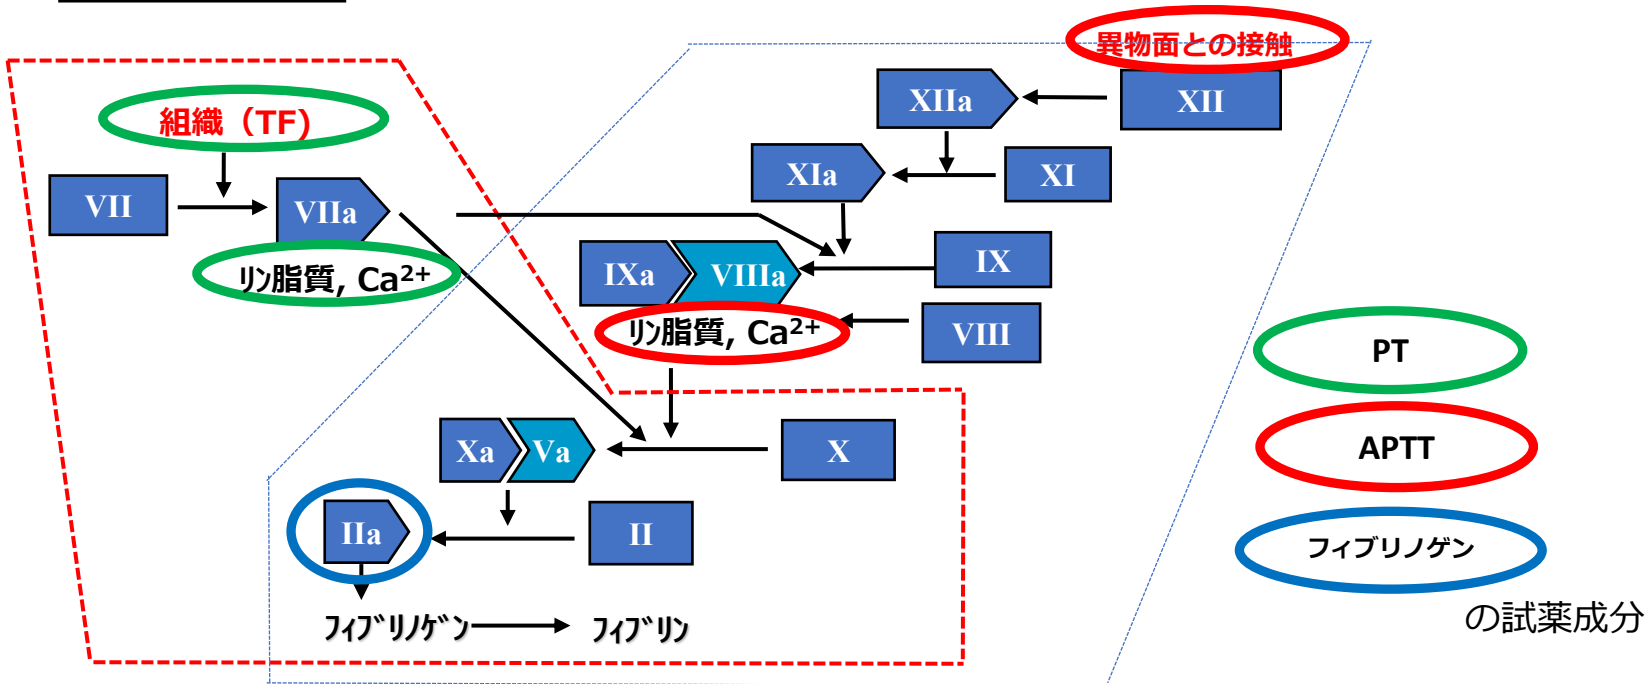 異物面との接触
XIIa
XII
組織（TF)
XIa
XI
VII
VIIa
リン脂質, Ca²⁺
IXa
VIIIa
IX
リン脂質, Ca²⁺
VIII
PT
Xa
Va
X
APTT
IIa
II
フィブリノゲン
の試薬成分
ﾌｨﾌﾞﾘﾉｹﾞﾝ
ﾌｨﾌﾞﾘﾝ